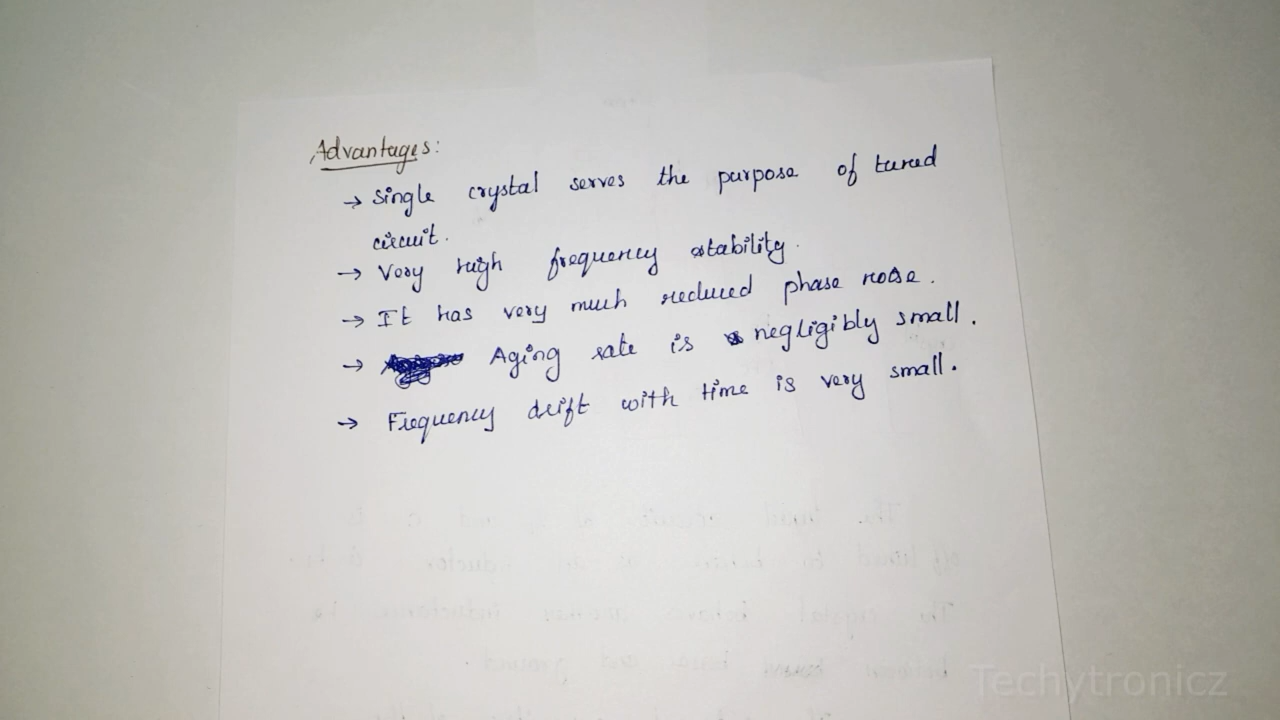 Advantages:
→ Single crystal serves the purpose of tuned
circuit.
→ Very high frequency stability.
→ It has very much reduced phase noise.
→ Aging rate is negligibly small.
→ Frequency drift with time is very small.
Techytronicz